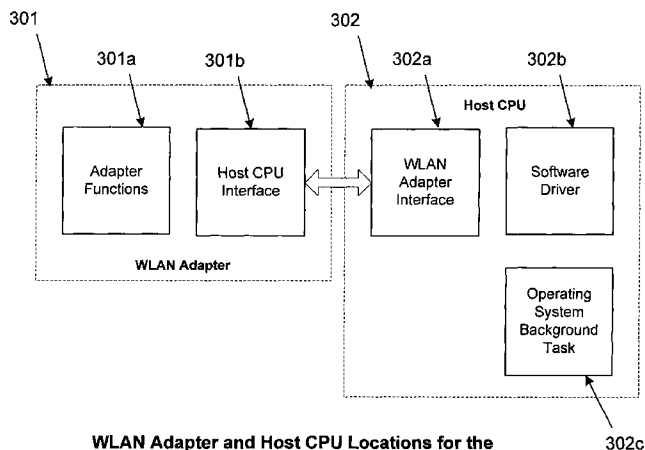 301
301a
301b
302
302a
302b
Host CPU
Adapter
Functions
Host CPU
Interface
WLAN
Adapter
Interface
Software
Driver
WLAN Adapter
Operating
System
Background
Task
302c
WLAN Adapter and Host CPU Locations for the